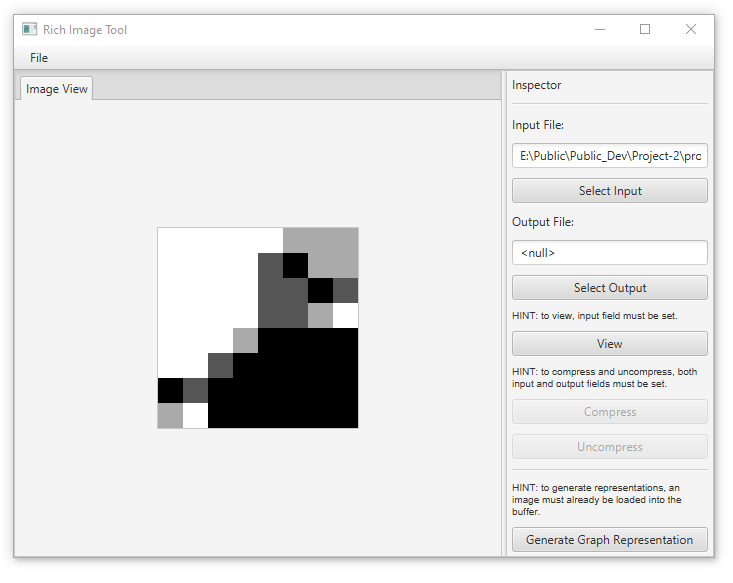 Rich Image Tool
File
Image View
Inspector
Input File:
E:\Public\Public_Dev\Project-2\pro
Select Input
Output File:
<null>
Select Output
HINT: to view, input field must be set.
View
HINT: to compress and uncompress, both
input and output fields must be set.
Compress
Uncompress
HINT: to generate representations, an
image must already be loaded into the
buffer.
Generate Graph Representation